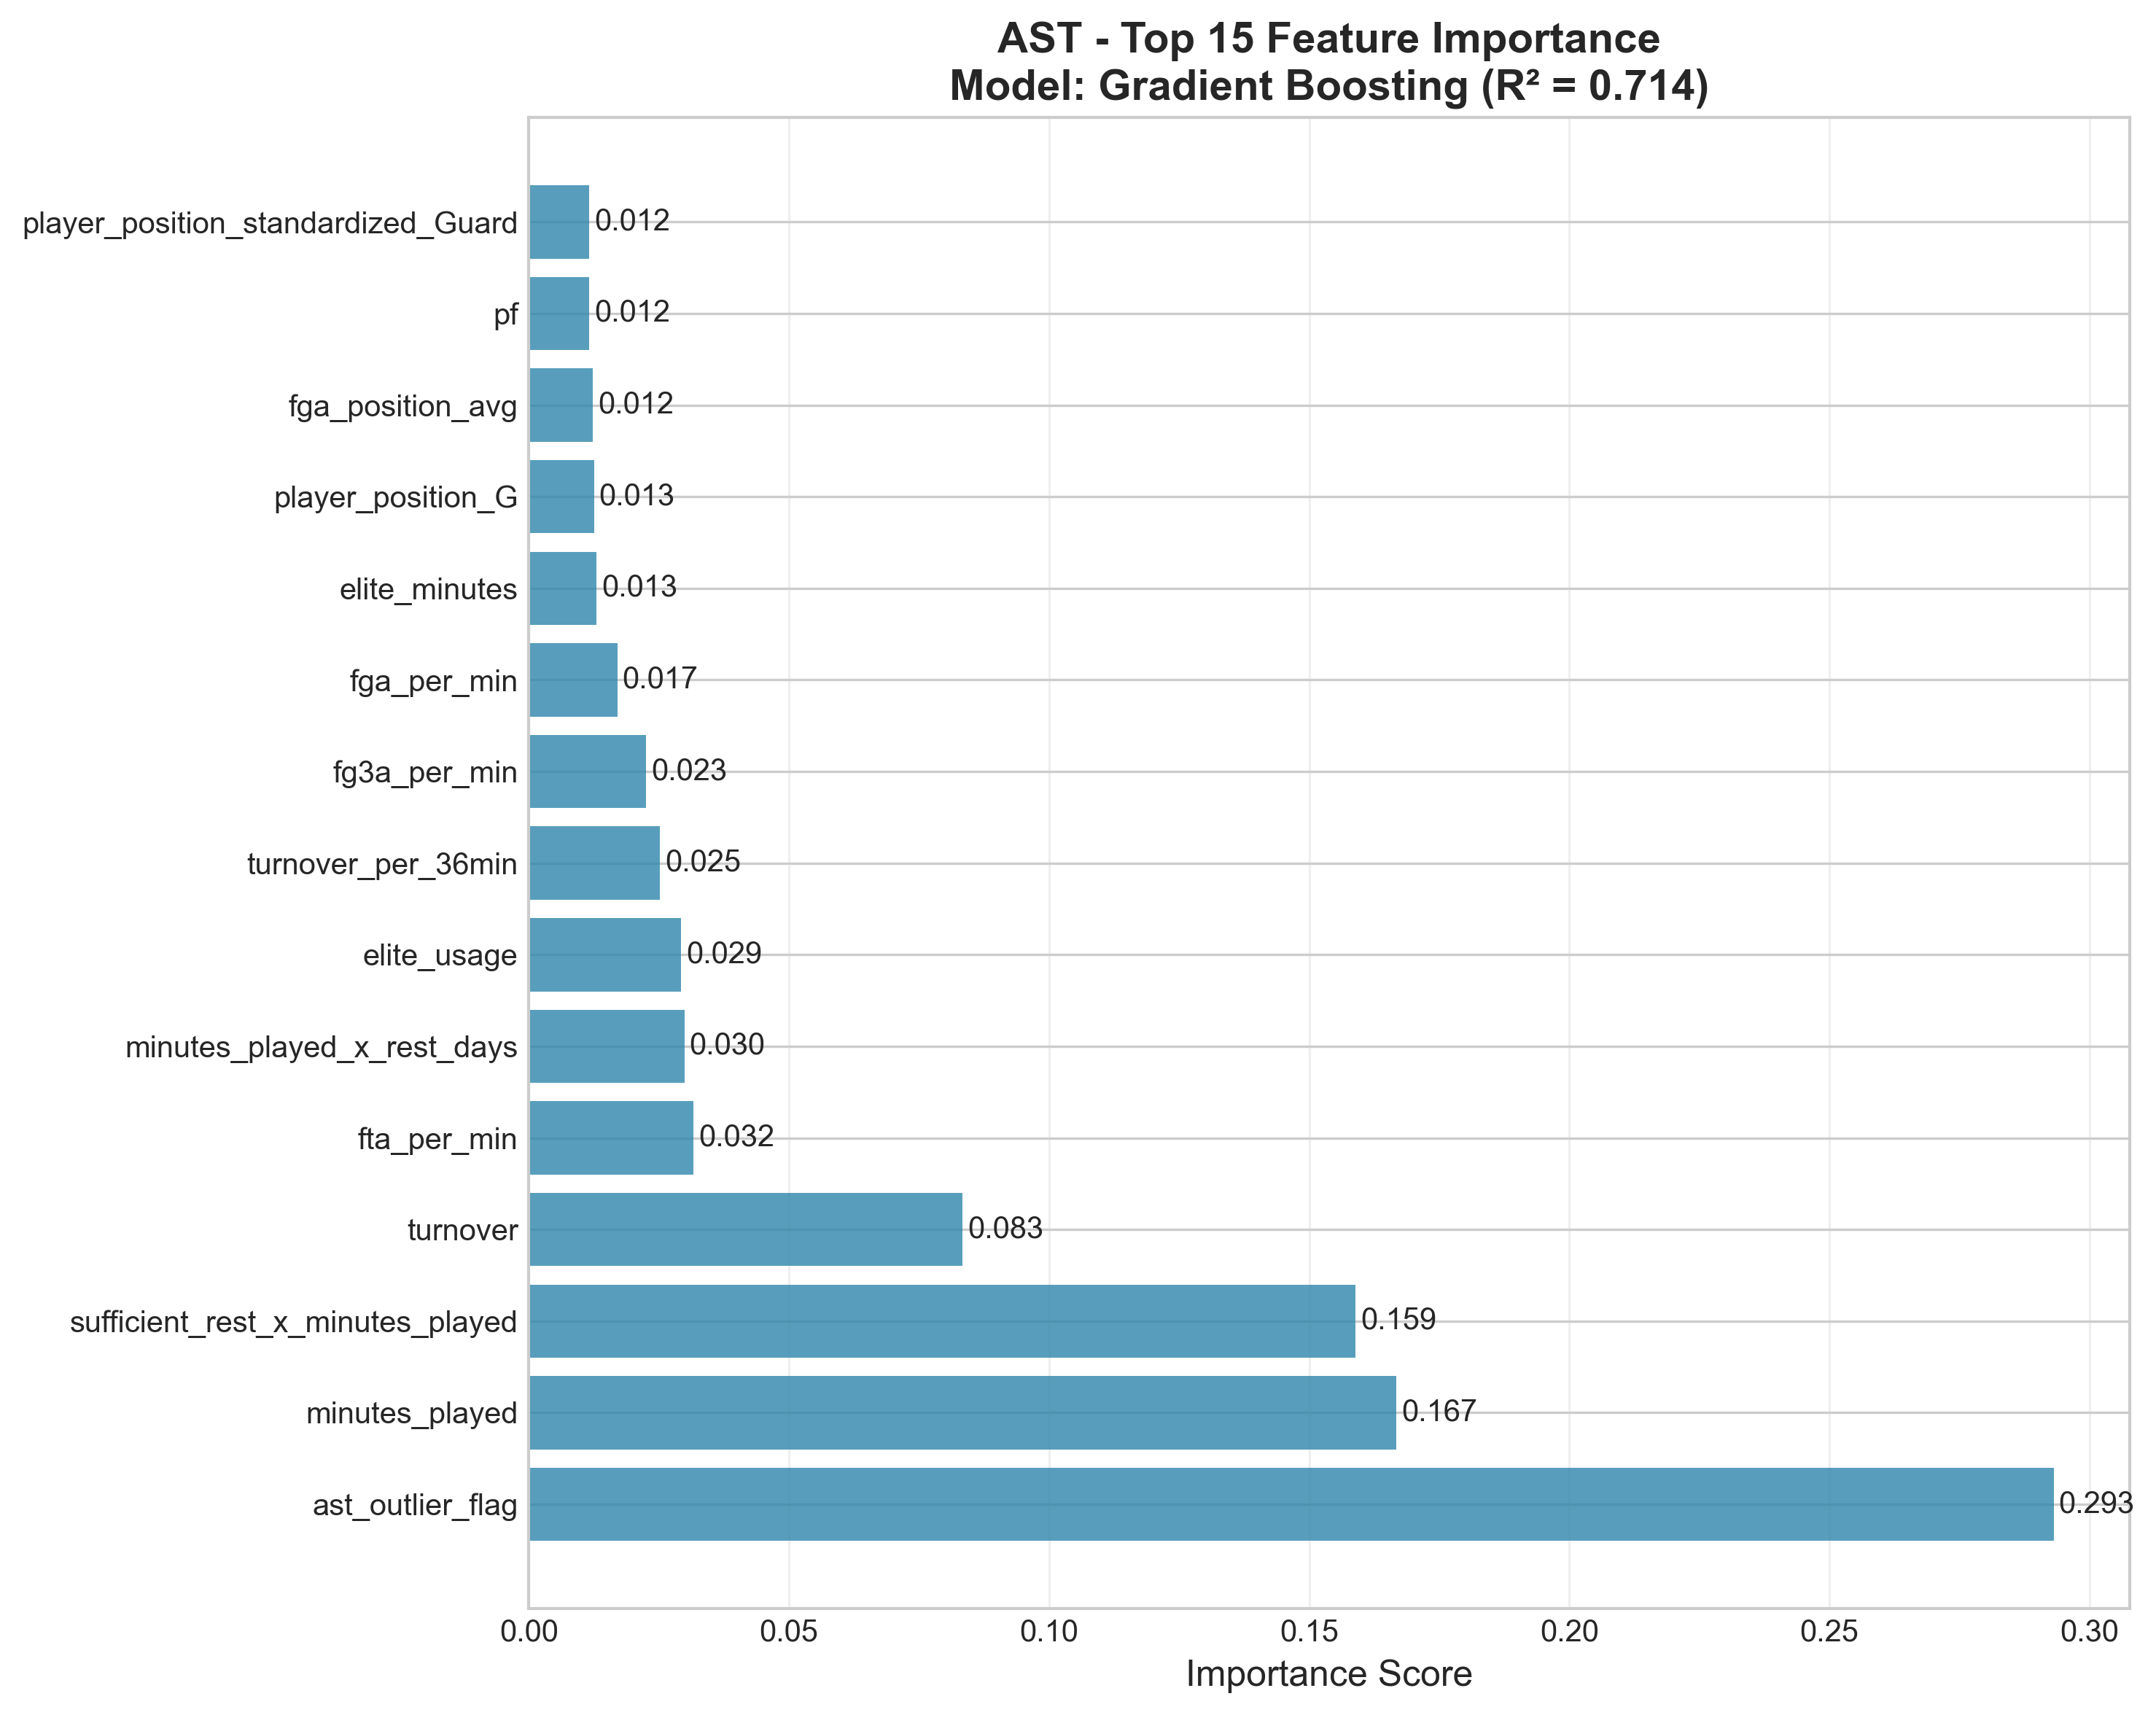 AST - Top 15 Feature Importance
Model: Gradient Boosting (R² = 0.714)
player_position_standardized_Guard 0.012
pf 0.012
fga_position_avg 0.012
player_position_G 0.013
elite_minutes 0.013
fga_per_min 0.017
fg3a_per_min 0.023
turnover_per_36min 0.025
elite_usage 0.029
minutes_played_x_rest_days 0.030
fta_per_min 0.032
turnover 0.083
sufficient_rest_x_minutes_played 0.159
minutes_played 0.167
ast_outlier_flag 0.293
0.00 0.05 0.10 0.15 0.20 0.25 0.30
Importance Score